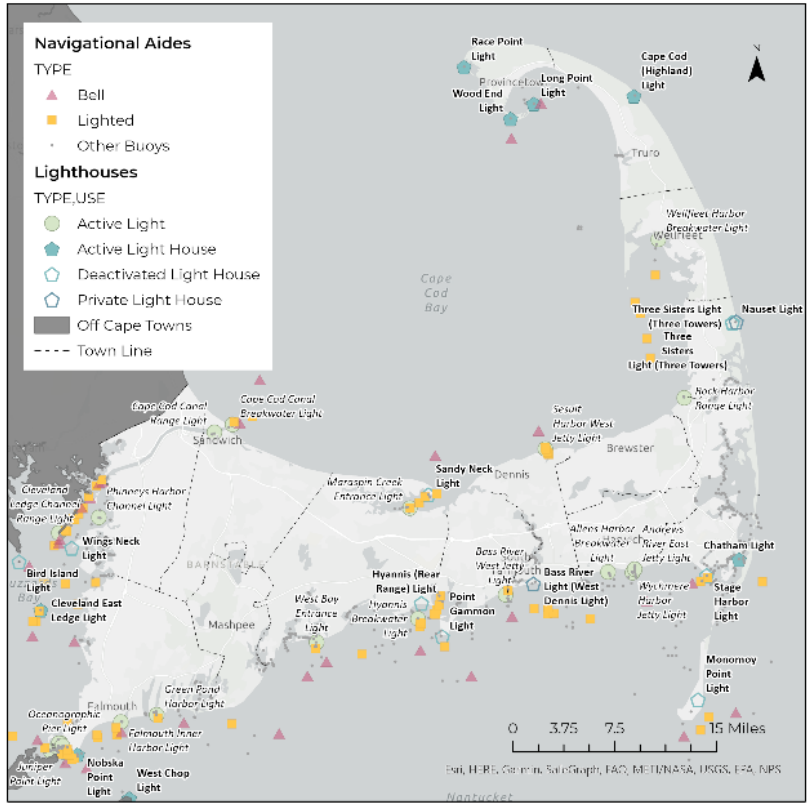 Navigational Aides
TYPE
Bell
Lighted
Other Buoys
Lighthouses
TYPE,USE
Active Light
Active Light House
Deactivated Light House
Private Light House
Off Cape Towns
Town Line
Race Point
Light
Provincetow
Long Point
Light
Wood End
Light
Cape Cod
(Highland)
Light
N
Truro
Wellfleet Harbor
Breakwater Light
Wellfleet
Cape
Cod
Bay
Three Sisters Light
(Three Towers)
Nauset Light
Three
Sisters
Light (Three Towers)
Rock Harbor
Range Light
Cape Cod Canal
Range Light
Cape Cod Canal
Breakwater Light
Sandwich
Sesuit
Harbor West
Jetty Light
Brewster
Dennis
Sandy Neck
Light
Maraspin Creek
Entrance Light
Cleveland
Ledge Channel
Range Light
Phinneys Harbor
Channel Light
Wings Neck
Light
Bird Island
Light
Bay
Cleveland East
Ledge Light
BARNSTABLE
Mashpee
West Bay
Entrance
Light
Hyannis (Rear
Range) Light
Hyannis
Breakwater
Light
Point
Gammon
Light
Bass River
West Jetty
Light
Bass River
Light (West
Dennis Light)
Allens Harbor
Breakwater
Light
Andrews
River East
Jetty Light
Harwich
Wychmere
Harbor
Jetty Light
Chatham Light
Stage
Harbor
Light
Monomoy
Point
Light
Falmouth
Green Pond
Harbor Light
Oceanographic
Pier Light
Falmouth Inner
Harbor Light
Juniper
Point Light
Nobska
Point
Light
West Chop
Light
0 3.75 7.5 15 Miles
Esri, HERE, Garmin, SafeGraph, FAO, METI/NASA, USGS, EPA, NPS
Nantucket